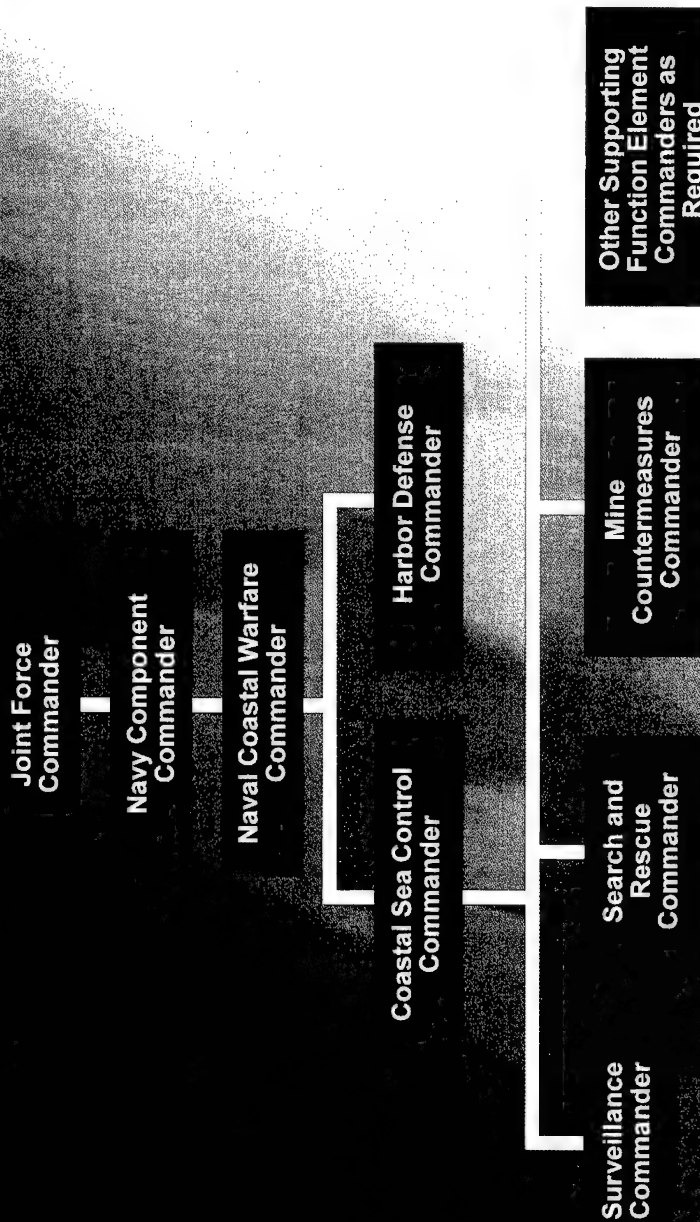 Joint Force
Commander
Navy Component
Commander
Naval Coastal Warfare
Commander
Coastal Sea Control
Commander
Harbor Defense
Commander
Surveillance
Commander
Search and
Rescue
Commander
Mine
Countermeasures
Commander
Other Supporting
Function Element
Commanders as
Required